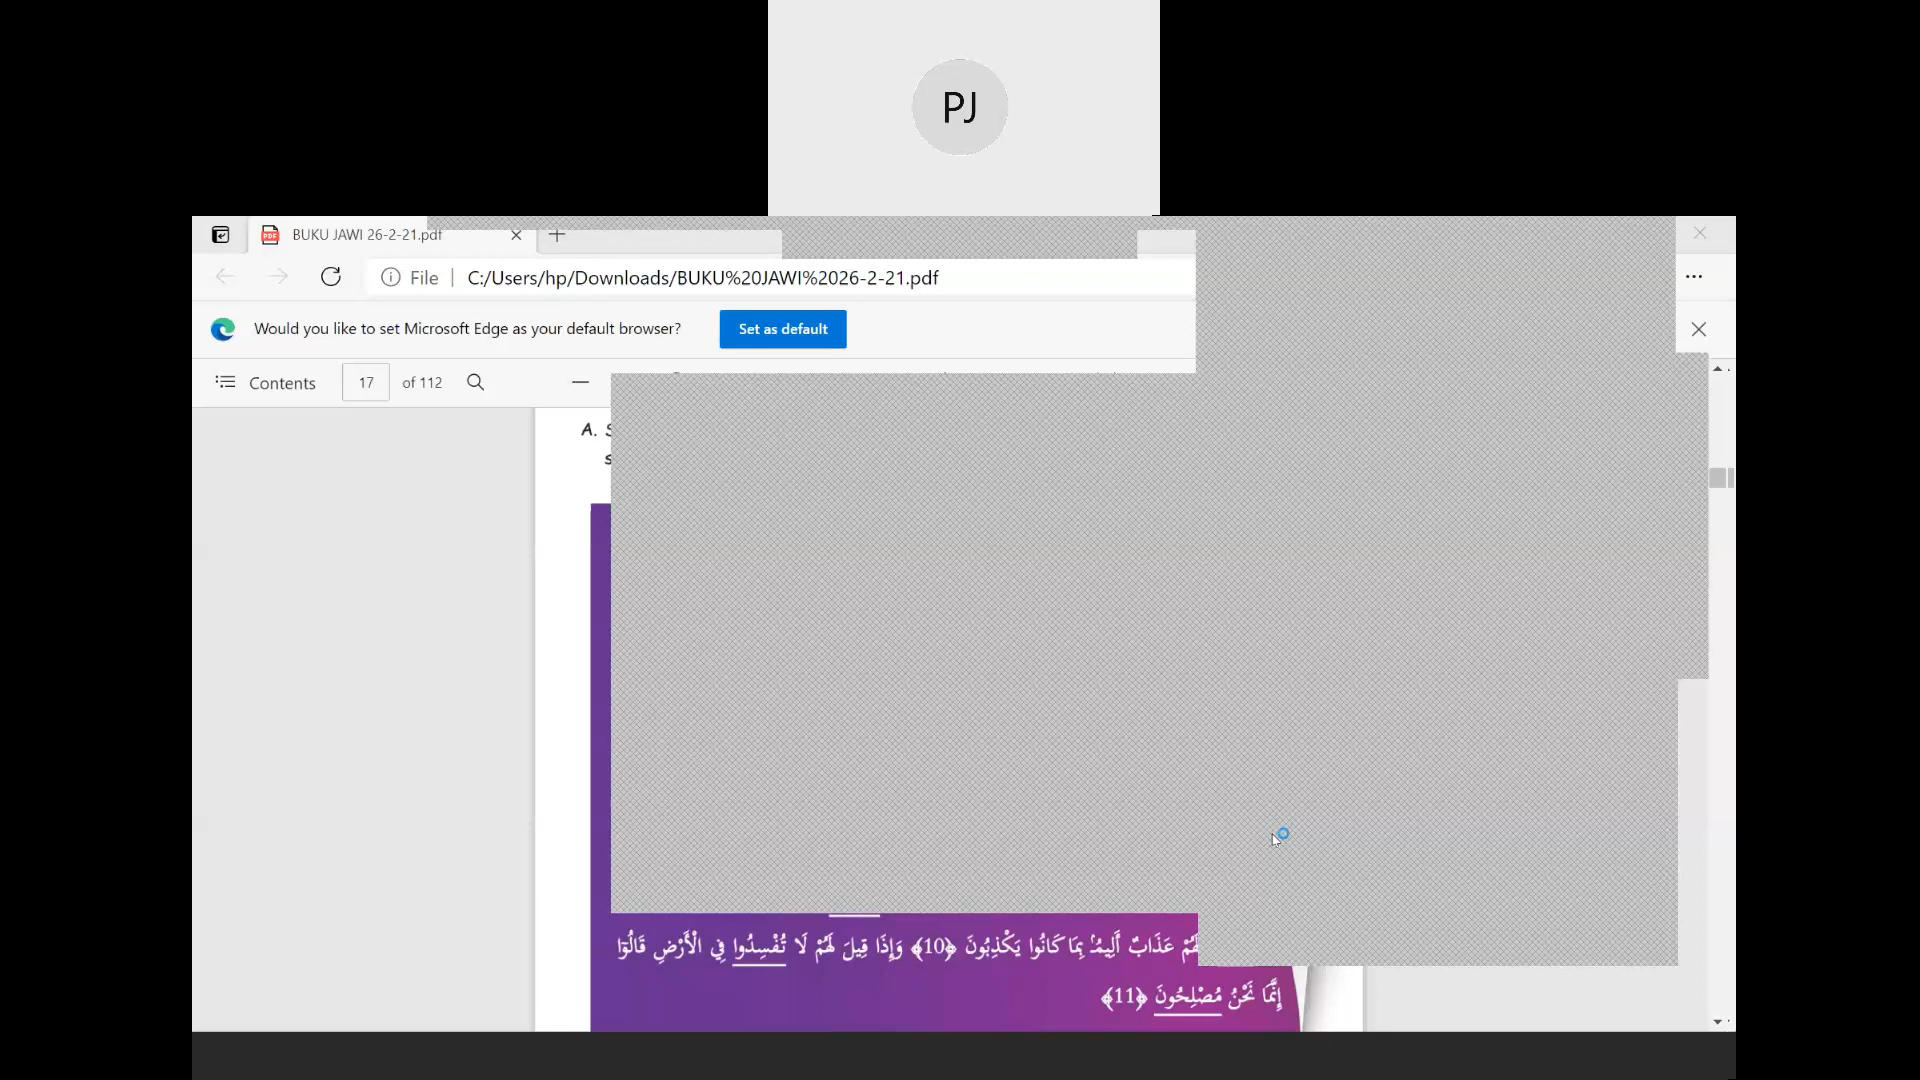 PJ
BUKU JAWI 26-2-21.pdf
File | C:/Users/hp/Downloads/BUKU%20JAWI%2026-2-21.pdf
Would you like to set Microsoft Edge as your default browser?
Set as default
Contents
17 of 112
A.
عَذَابٌ أَلِيمٌۢ بِمَا كَانُوا يَكْذِبُونَ ﴿10﴾ وَإِذَا قِيلَ لَهُمْ لَا تُفْسِدُوا فِي الْأَرْضِ قَالُوٓا
إِنَّمَا نَحْنُ مُصْلِحُونَ ﴿11﴾